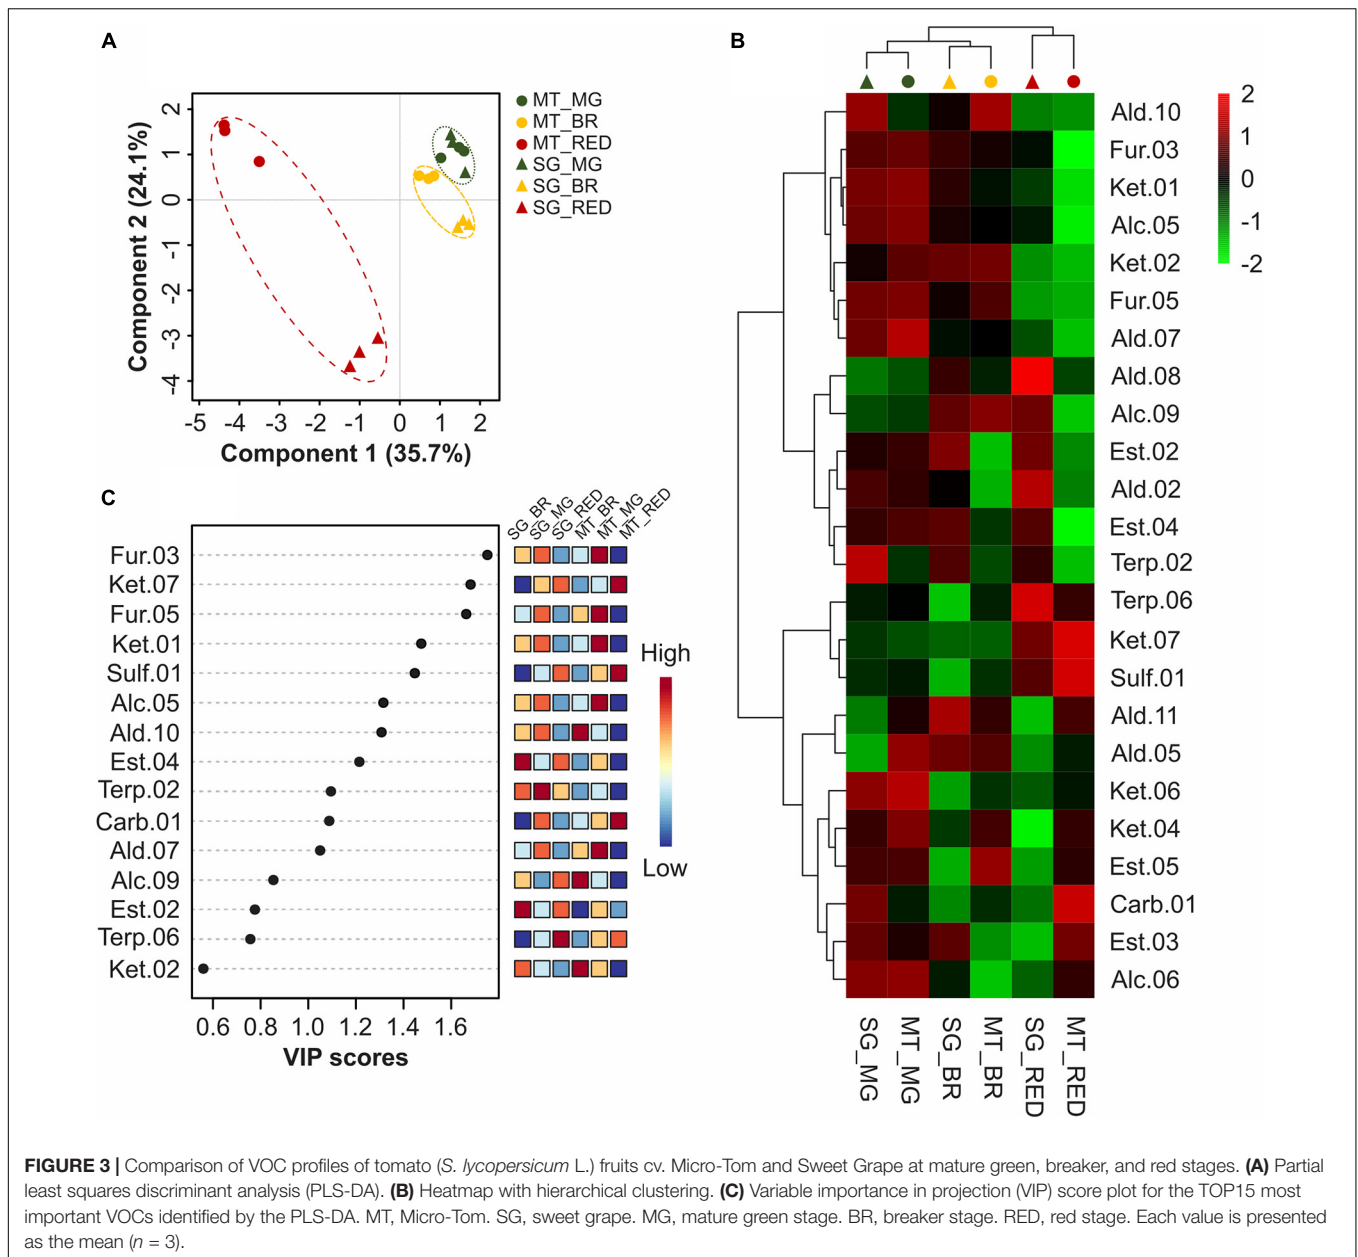 A
2
1
0
-1
-2
-3
-4
Component 2 (24.1%)
-5 -4 -3 -2 -1 0 1 2
Component 1 (35.7%)
MT_MG
MT_BR
MT_RED
SG_MG
SG_BR
SG_RED
B
2
1
0
-1
-2
Ald.10
Fur.03
Ket.01
Alc.05
Ket.02
Fur.05
Ald.07
Ald.08
Alc.09
Est.02
Ald.02
Est.04
Terp.02
Terp.06
Ket.07
Sulf.01
Ald.11
Ald.05
Ket.06
Ket.04
Est.05
Carb.01
Est.03
Alc.06
SG_MG
MT_MG
SG_BR
MT_BR
SG_RED
MT_RED
C
SG_BR
SG_MG
SG_RED
MT_BR
MT_MG
MT_RED
Fur.03
Ket.07
Fur.05
Ket.01
Sulf.01
Alc.05
Ald.10
Est.04
Terp.02
Carb.01
Ald.07
Alc.09
Est.02
Terp.06
Ket.02
0.6 0.8 1.0 1.2 1.4 1.6
VIP scores
High
Low
FIGURE 3 | Comparison of VOC profiles of tomato (S. lycopersicum L.) fruits cv. Micro-Tom and Sweet Grape at mature green, breaker, and red stages. (A) Partial
least squares discriminant analysis (PLS-DA). (B) Heatmap with hierarchical clustering. (C) Variable importance in projection (VIP) score plot for the TOP15 most
important VOCs identified by the PLS-DA. MT, Micro-Tom. SG, sweet grape. MG, mature green stage. BR, breaker stage. RED, red stage. Each value is presented
as the mean (n = 3).